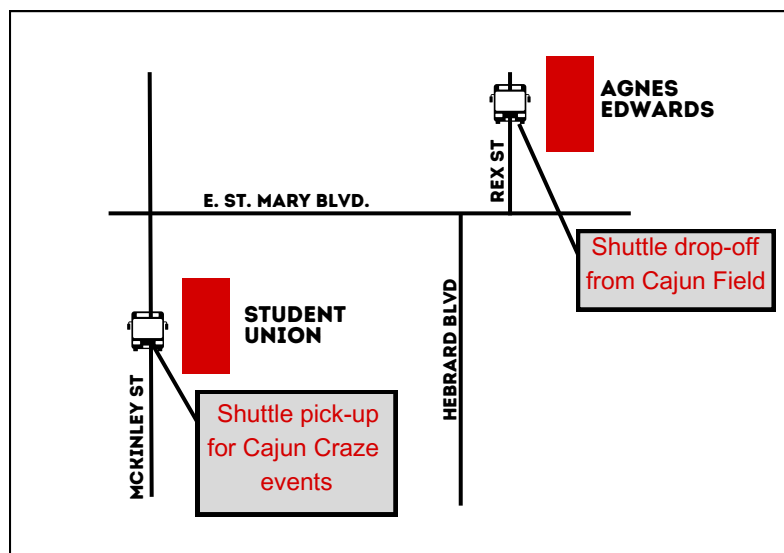 AGNES
EDWARDS
REX ST
E. ST. MARY BLVD.
Shuttle drop-off
from Cajun Field
STUDENT
UNION
HEBRARD BLVD
MCKINLEY ST
Shuttle pick-up
for Cajun Craze
events